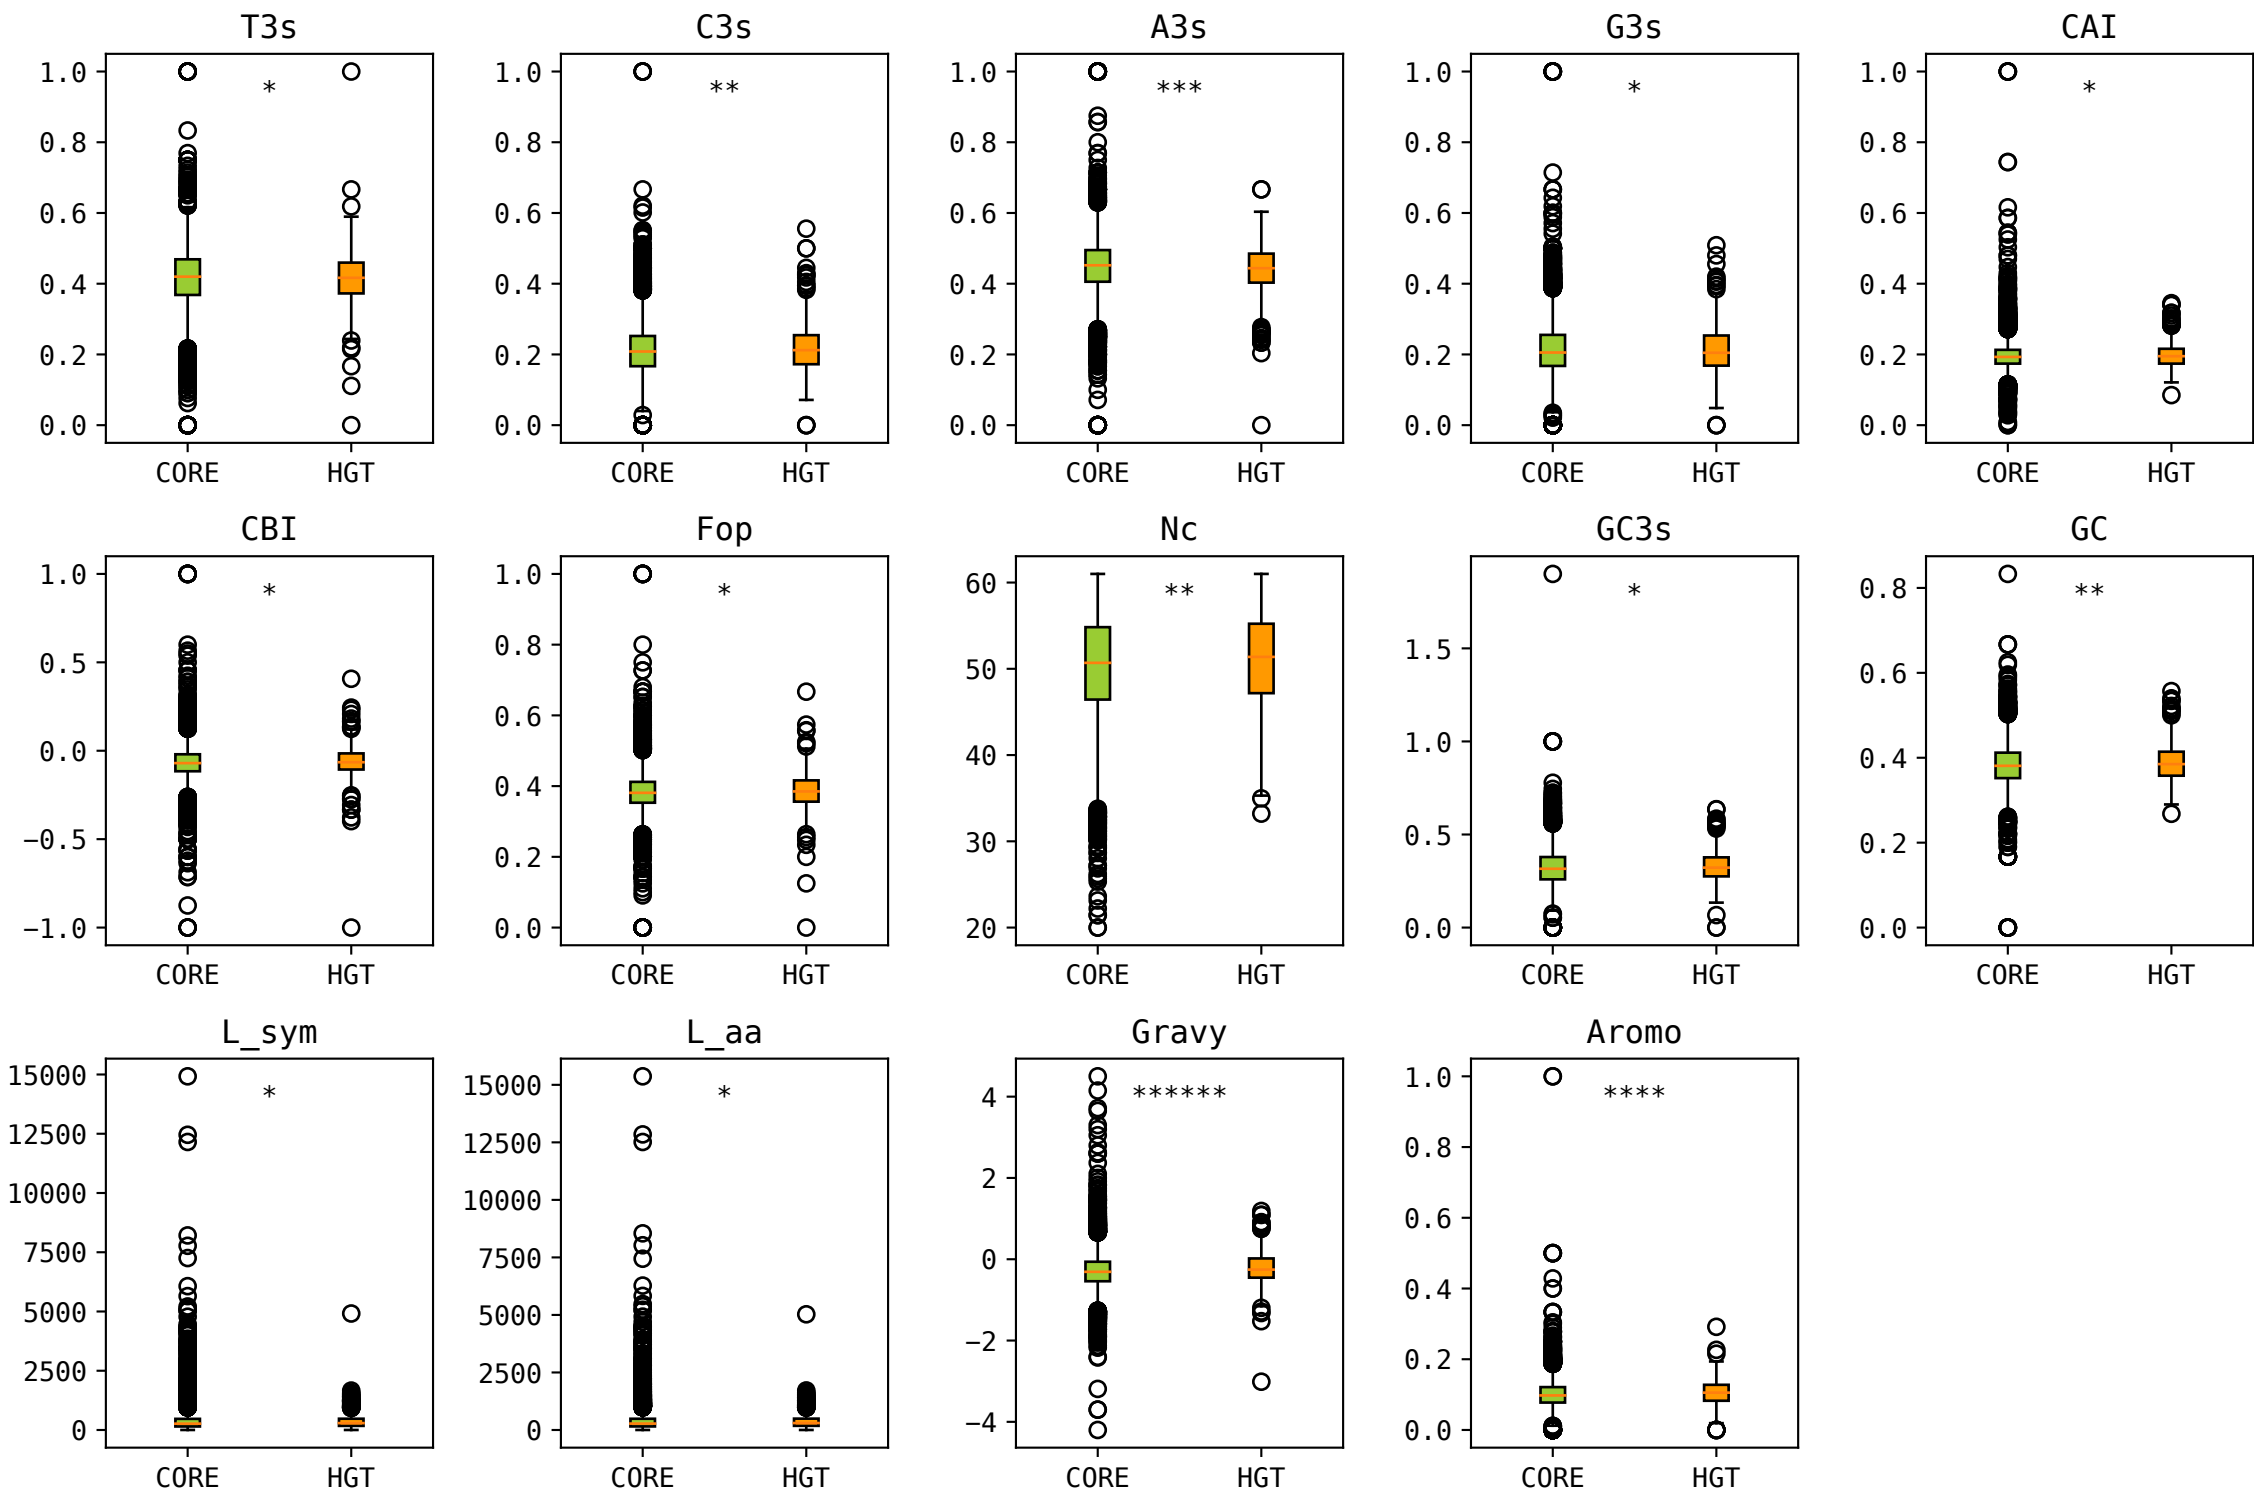 T3s C3s A3s G3s CAI
1.0 1.0 1.0 1.0 1.0
* ** *** * *
0.8 0.8 0.8 0.8 0.8
0.6 0.6 0.6 0.6 0.6
0.4 0.4 0.4 0.4 0.4
0.2 0.2 0.2 0.2 0.2
0.0 0.0 0.0 0.0 0.0
CORE HGT CORE HGT CORE HGT CORE HGT CORE HGT
CBI Fop Nc GC3s GC
1.0 1.0 60 1.5 0.8
* * ** * **
0.5 0.8 50 1.0 0.6
0.0 0.6 40 0.5 0.4
−0.5 0.4 30 0.0 0.2
−1.0 0.2 20 0.0
0.0
CORE HGT CORE HGT CORE HGT CORE HGT CORE HGT
L_sym L_aa Gravy Aromo
15000 15000 4 1.0
* * ****** ****
12500 12500 2 0.8
10000 10000 0 0.6
7500 7500 −2 0.4
5000 5000 −4 0.2
2500 2500 0.0
0 0
CORE HGT CORE HGT CORE HGT CORE HGT